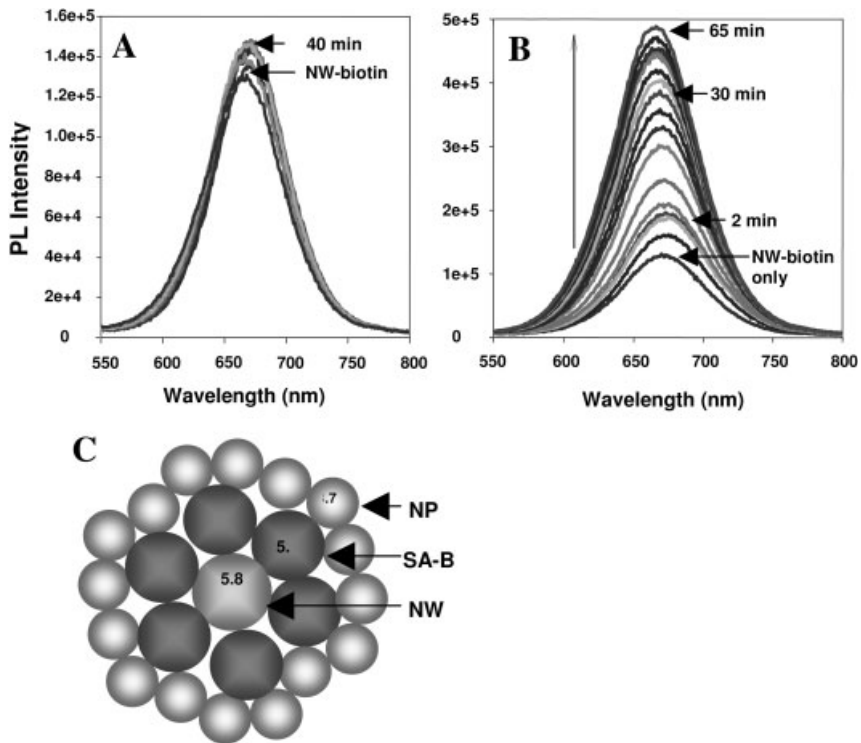 A
40 min
NW-biotin
1.6e+5
1.4e+5
1.2e+5
1.0e+5
8e+4
6e+4
4e+4
2e+4
0
550 600 650 700 750 800
PL Intensity
Wavelength (nm)
B
65 min
30 min
2 min
NW-biotin
only
5e+5
4e+5
3e+5
2e+5
1e+5
0
550 600 650 700 750 800
Wavelength (nm)
C
NP
5.
SA-B
5.8
NW